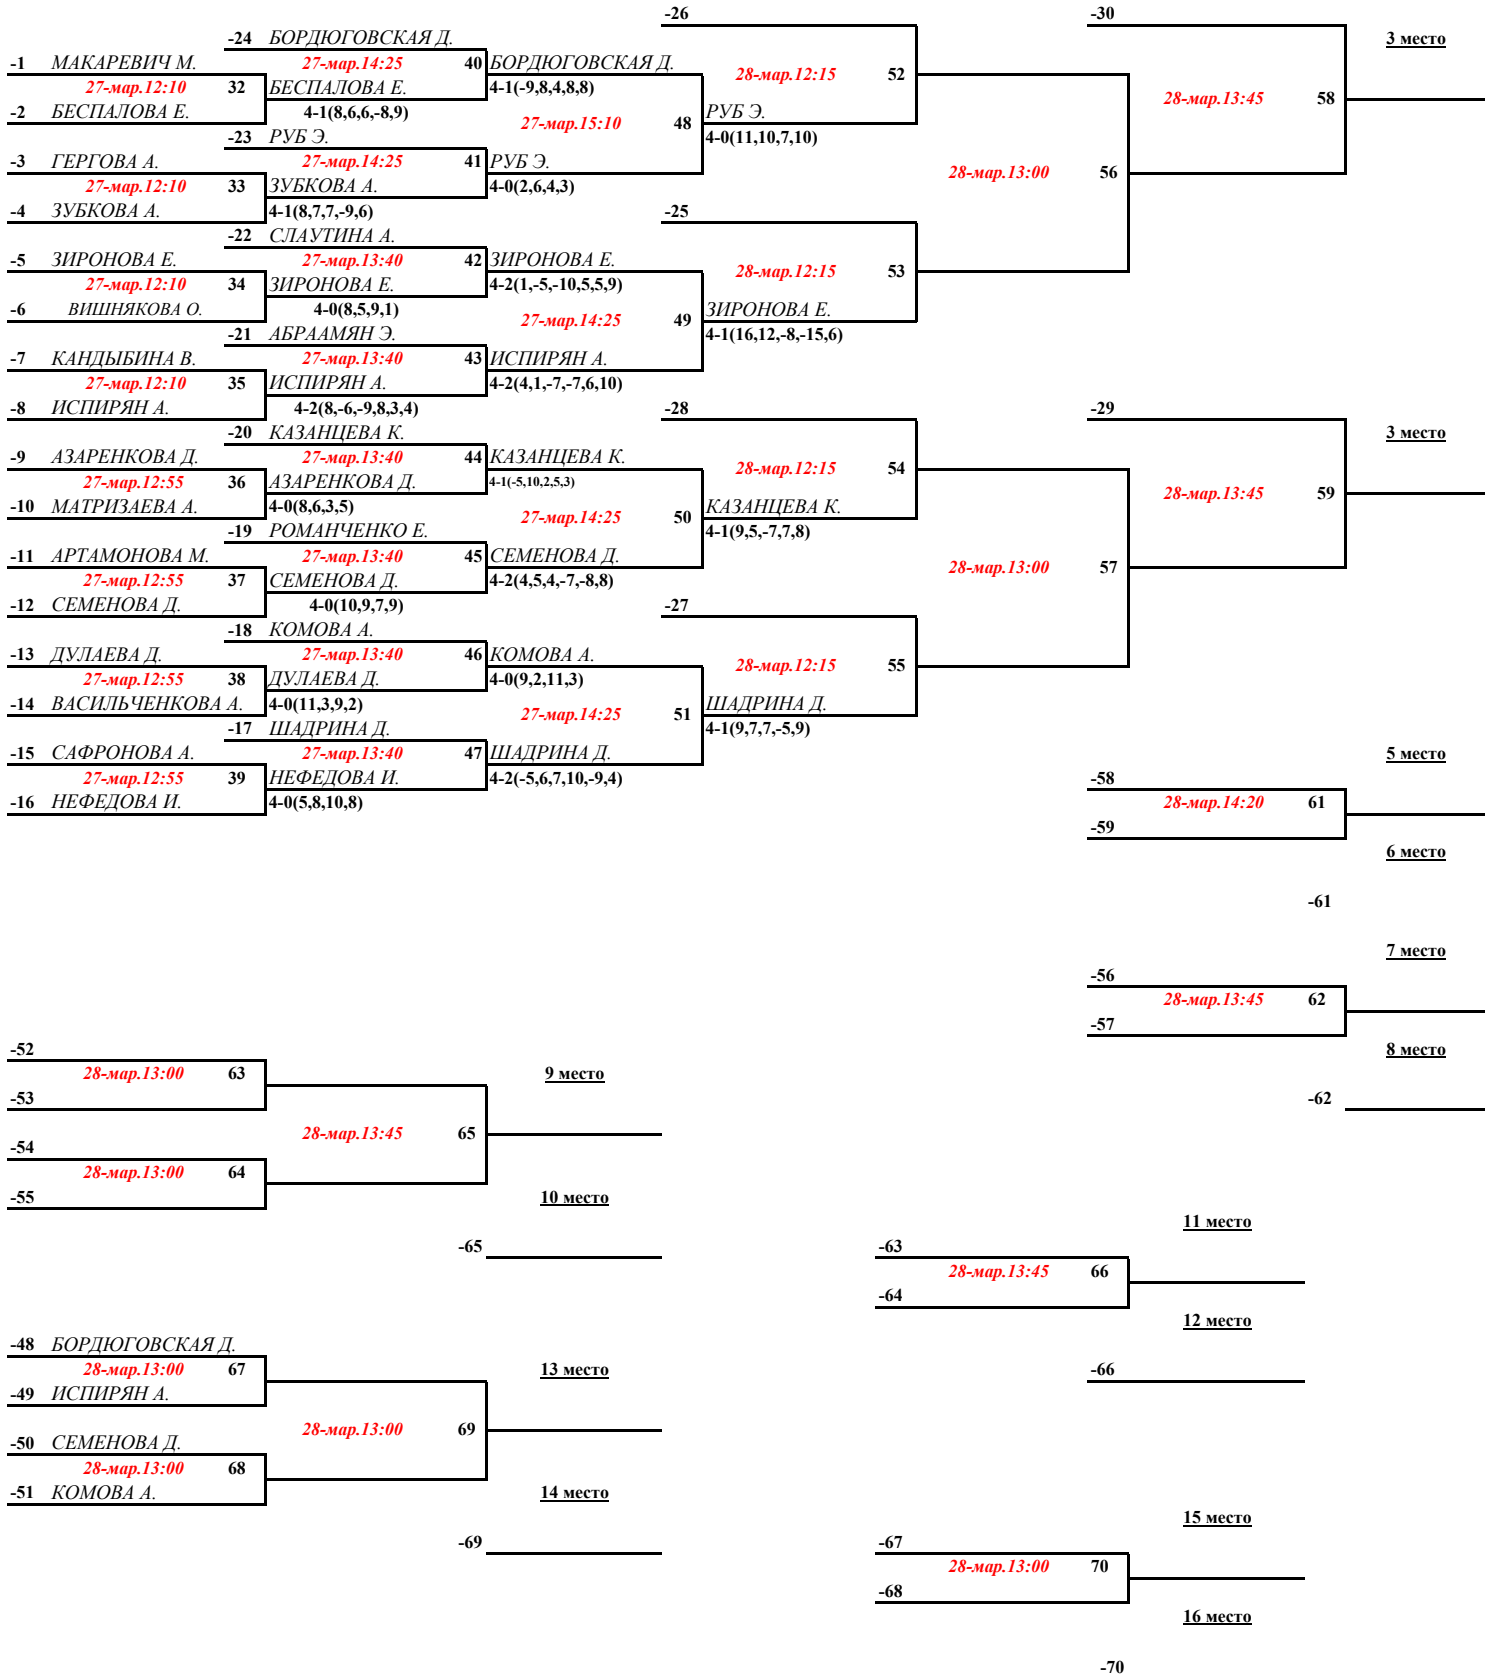 -26
-30
-24 БОРДЮГОВСКАЯ Д.
3 место
-1 МАКАРЕВИЧ М.
27-мар.14:25 40 БОРДЮГОВСКАЯ Д.
28-мар.12:15 52
27-мар.12:10 32 БЕСПАЛОВА Е.
4-1(-9,8,4,8,8)
28-мар.13:45 58
-2 БЕСПАЛОВА Е.
4-1(8,6,6,-8,9)
27-мар.15:10 48 РУБ Э.
-23 РУБ Э.
4-0(11,10,7,10)
-3 ГЕРГОВА А.
27-мар.14:25 41 РУБ Э.
28-мар.13:00 56
27-мар.12:10 33 ЗУБКОВА А.
4-0(2,6,4,3)
-4 ЗУБКОВА А.
4-1(8,7,7,-9,6)
-25
-22 СЛАУТИНА А.
-5 ЗИРОНОВА Е.
27-мар.13:40 42 ЗИРОНОВА Е.
28-мар.12:15 53
27-мар.12:10 34 ЗИРОНОВА Е.
4-2(1,-5,-10,5,5,9)
-6 ВИШНЯКОВА О.
4-0(8,5,9,1)
27-мар.14:25 49 ЗИРОНОВА Е.
-21 АБРААМЯН Э.
4-1(16,12,-8,-15,6)
-7 КАНДЫБИНА В.
27-мар.13:40 43 ИСПИРЯН А.
27-мар.12:10 35 ИСПИРЯН А.
4-2(4,1,-7,-7,6,10)
-8 ИСПИРЯН А.
4-2(8,-6,-9,8,3,4)
-28
-29
-20 КАЗАНЦЕВА К.
3 место
-9 АЗАРЕНКОВА Д.
27-мар.13:40 44 КАЗАНЦЕВА К.
28-мар.12:15 54
27-мар.12:55 36 АЗАРЕНКОВА Д.
4-1(-5,10,2,5,3)
28-мар.13:45 59
-10 МАТРИЗАЕВА А.
4-0(8,6,3,5)
27-мар.14:25 50 КАЗАНЦЕВА К.
-19 РОМАНЧЕНКО Е.
4-1(9,5,-7,7,8)
-11 АРТАМОНОВА М.
27-мар.13:40 45 СЕМЕНОВА Д.
28-мар.13:00 57
27-мар.12:55 37 СЕМЕНОВА Д.
4-2(4,5,4,-7,-8,8)
-12 СЕМЕНОВА Д.
4-0(10,9,7,9)
-27
-18 КОМОВА А.
-13 ДУЛАЕВА Д.
27-мар.13:40 46 КОМОВА А.
28-мар.12:15 55
27-мар.12:55 38 ДУЛАЕВА Д.
4-0(9,2,11,3)
-14 ВАСИЛЬЧЕНКОВА А.
4-0(11,3,9,2)
27-мар.14:25 51 ШАДРИНА Д.
-17 ШАДРИНА Д.
4-1(9,7,7,-5,9)
-15 САФРОНОВА А.
27-мар.13:40 47 ШАДРИНА Д.
5 место
27-мар.12:55 39 НЕФЕДОВА И.
4-2(-5,6,7,10,-9,4)
-58
-16 НЕФЕДОВА И.
4-0(5,8,10,8)
28-мар.14:20 61
-59
6 место
-61
7 место
-56
28-мар.13:45 62
-57
-52
8 место
28-мар.13:00 63
9 место
-53
-62
28-мар.13:45 65
-54
28-мар.13:00 64
-55
10 место
11 место
-65
-63
28-мар.13:45 66
-64
12 место
-48 БОРДЮГОВСКАЯ Д.
28-мар.13:00 67
13 место
-66
-49 ИСПИРЯН А.
28-мар.13:00 69
-50 СЕМЕНОВА Д.
28-мар.13:00 68
-51 КОМОВА А.
14 место
15 место
-69
-67
28-мар.13:00 70
-68
16 место
-70